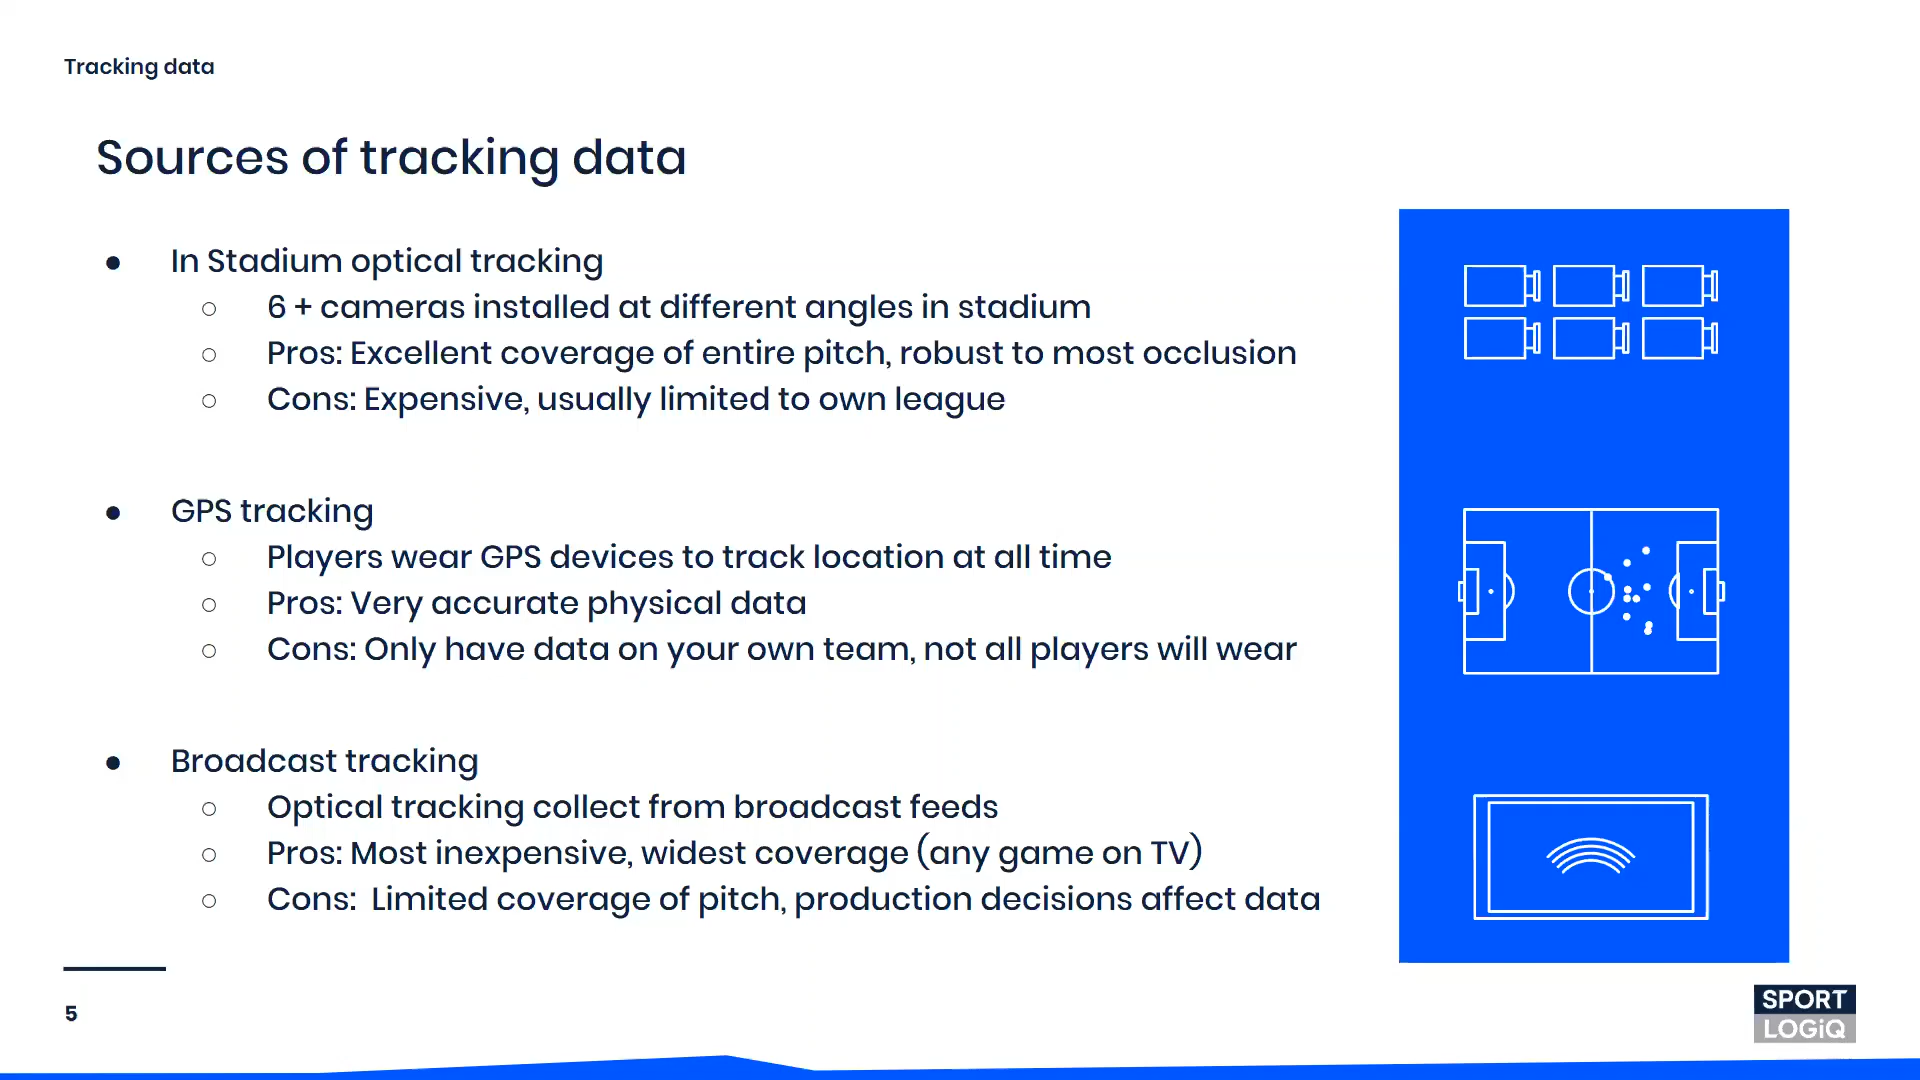 Tracking data
Sources of tracking data
● In Stadium optical tracking
○ 6 + cameras installed at different angles in stadium
○ Pros: Excellent coverage of entire pitch, robust to most occlusion
○ Cons: Expensive, usually limited to own league
● GPS tracking
○ Players wear GPS devices to track location at all time
○ Pros: Very accurate physical data
○ Cons: Only have data on your own team, not all players will wear
● Broadcast tracking
○ Optical tracking collect from broadcast feeds
○ Pros: Most inexpensive, widest coverage (any game on TV)
○ Cons:  Limited coverage of pitch, production decisions affect data
5
SPORT
LOGiQ